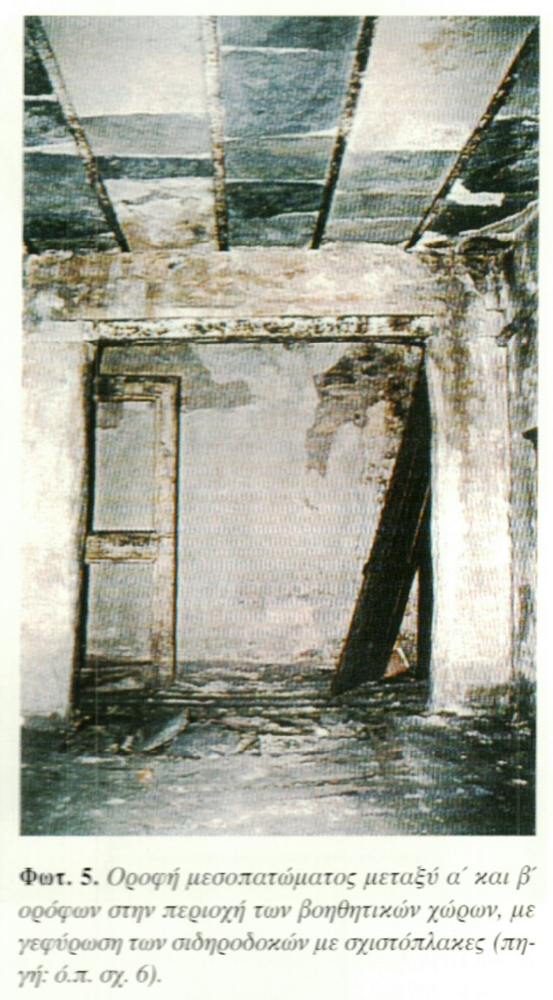 Φωτ. 5. Οροφή μεσοπατώματος μεταξύ α΄ και β΄
ορόφων στην περιοχή των βοηθητικών χώρων, με
γεφύρωση των σιδηροδοκών με σχιστόπλακες (πη-
γή: ό.π. σχ. 6).